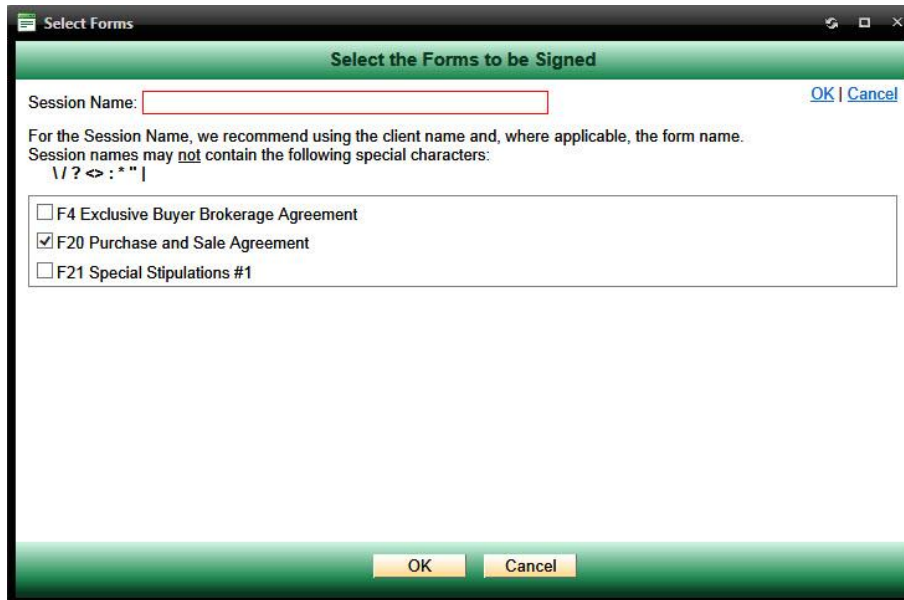 Select Forms
Select the Forms to be Signed
Session Name:
OK | Cancel
For the Session Name, we recommend using the client name and, where applicable, the form name.
Session names may not contain the following special characters:
\ / ? <> : * " |
F4 Exclusive Buyer Brokerage Agreement
F20 Purchase and Sale Agreement
F21 Special Stipulations #1
OK
Cancel